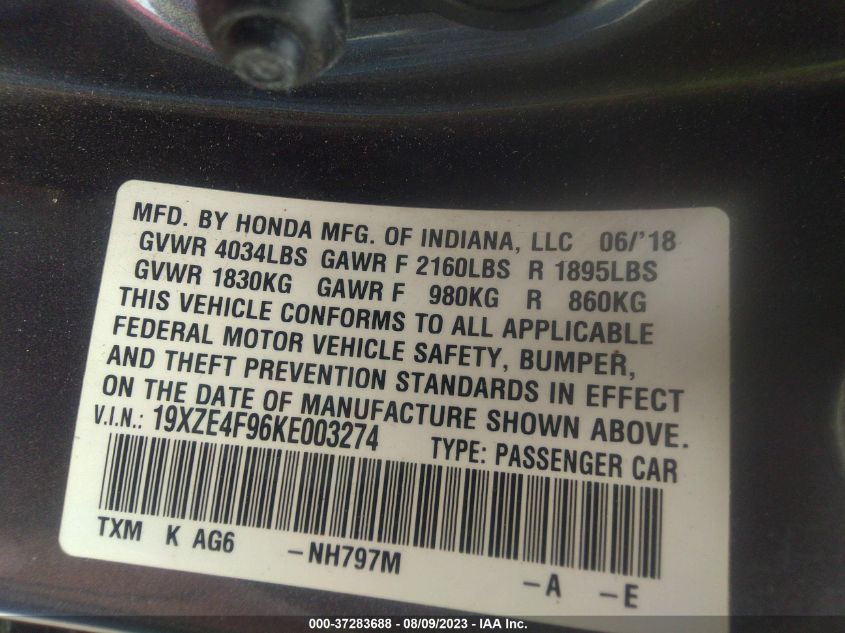 MFD. BY HONDA MFG. OF INDIANA, LLC 06/'18
GVWR 4034LBS GAWR F 2160LBS R 1895LBS
GVWR 1830KG GAWR F 980KG R 860KG
THIS VEHICLE CONFORMS TO ALL APPLICABLE
FEDERAL MOTOR VEHICLE SAFETY, BUMPER,
AND THEFT PREVENTION STANDARDS IN EFFECT
ON THE DATE OF MANUFACTURE SHOWN ABOVE.
V.I.N.: 19XZE4F96KE003274 TYPE: PASSENGER CAR
TXM K AG6 -NH797M -A -E
000-37283688 - 08/09/2023 - IAA Inc.